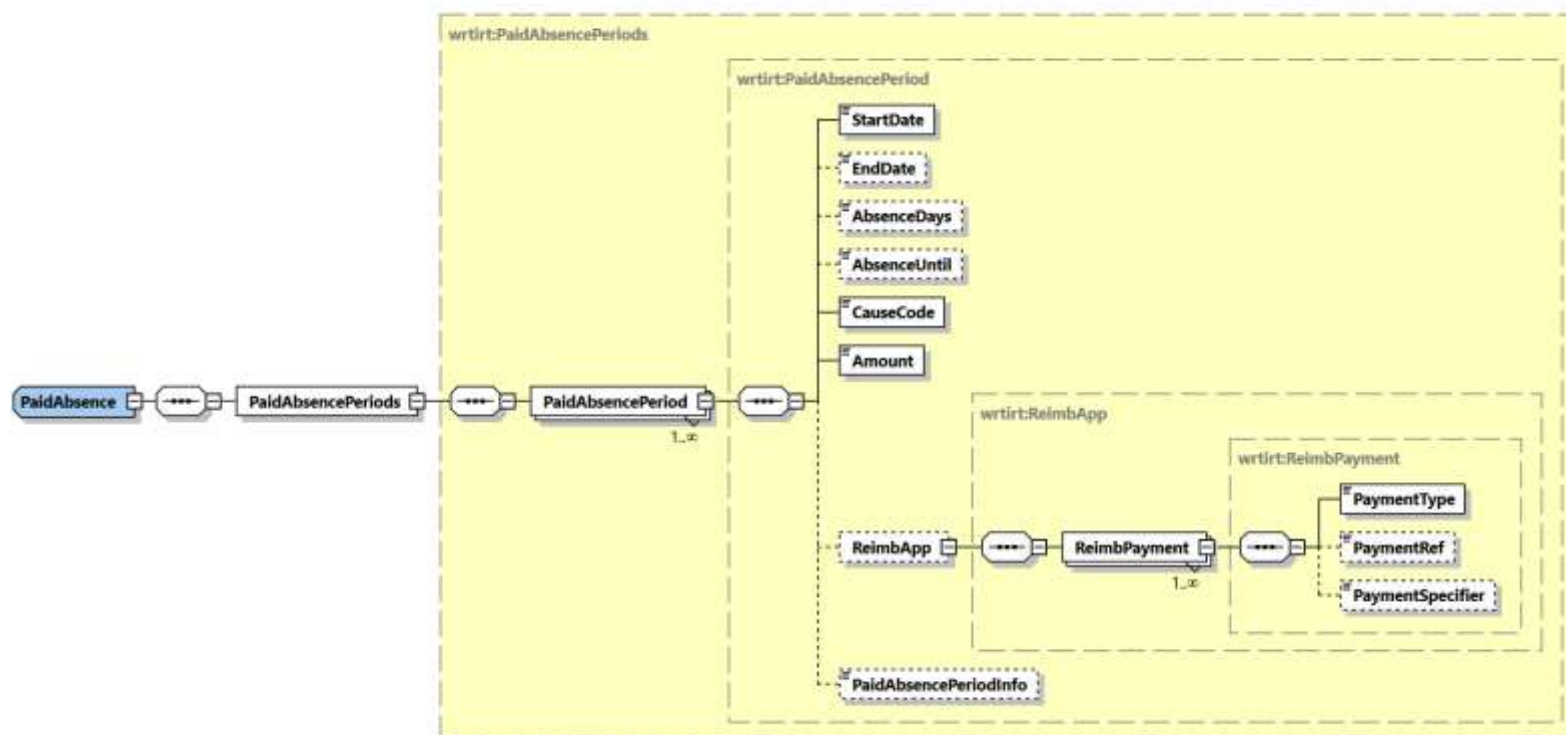 wrtirt:PaidAbsencePeriods
wrtirt:PaidAbsencePeriod
StartDate
EndDate
AbsenceDays
AbsenceUntil
CauseCode
Amount
PaidAbsence
PaidAbsencePeriods
PaidAbsencePeriod
1..∞
wrtirt:ReimbApp
wrtirt:ReimbPayment
PaymentType
ReimbApp
ReimbPayment
1..∞
PaymentRef
PaymentSpecifier
PaidAbsencePeriodInfo